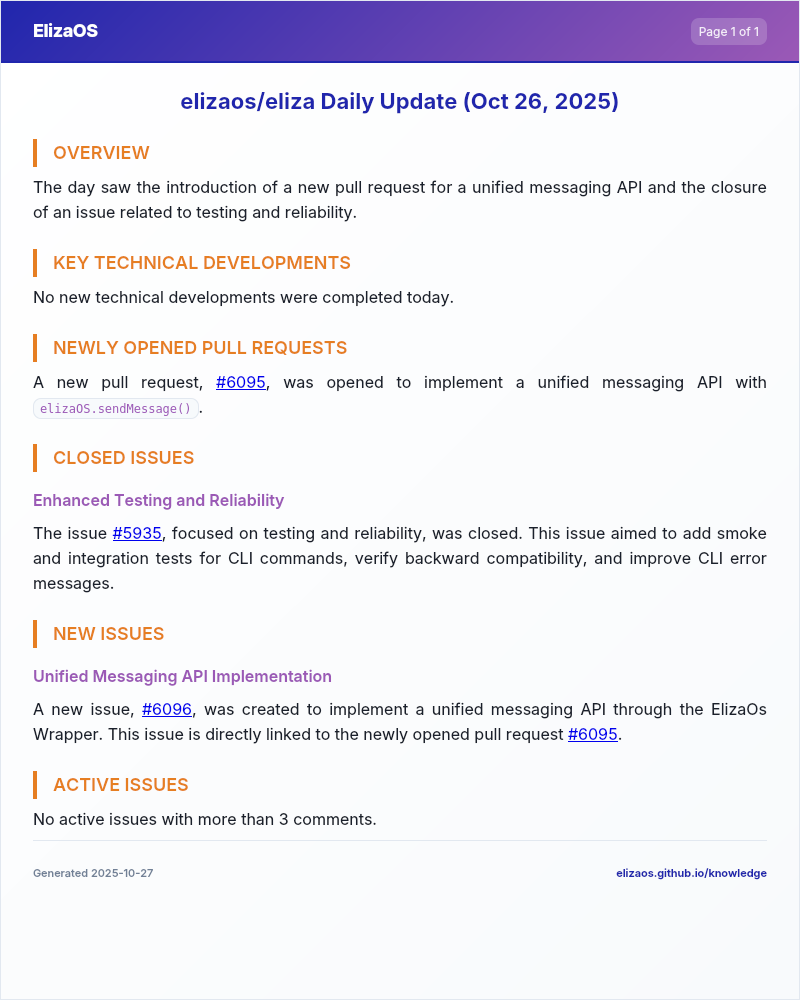 ElizaOS
Page 1 of 1
elizaos/eliza Daily Update (Oct 26, 2025)
OVERVIEW
The day saw the introduction of a new pull request for a unified messaging API and the closure
of an issue related to testing and reliability.
KEY TECHNICAL DEVELOPMENTS
No new technical developments were completed today.
NEWLY OPENED PULL REQUESTS
A new pull request, #6095, was opened to implement a unified messaging API with
elizaOS.sendMessage().
CLOSED ISSUES
Enhanced Testing and Reliability
The issue #5935, focused on testing and reliability, was closed. This issue aimed to add smoke
and integration tests for CLI commands, verify backward compatibility, and improve CLI error
messages.
NEW ISSUES
Unified Messaging API Implementation
A new issue, #6096, was created to implement a unified messaging API through the ElizaOs
Wrapper. This issue is directly linked to the newly opened pull request #6095.
ACTIVE ISSUES
No active issues with more than 3 comments.
Generated 2025-10-27
elizaos.github.io/knowledge